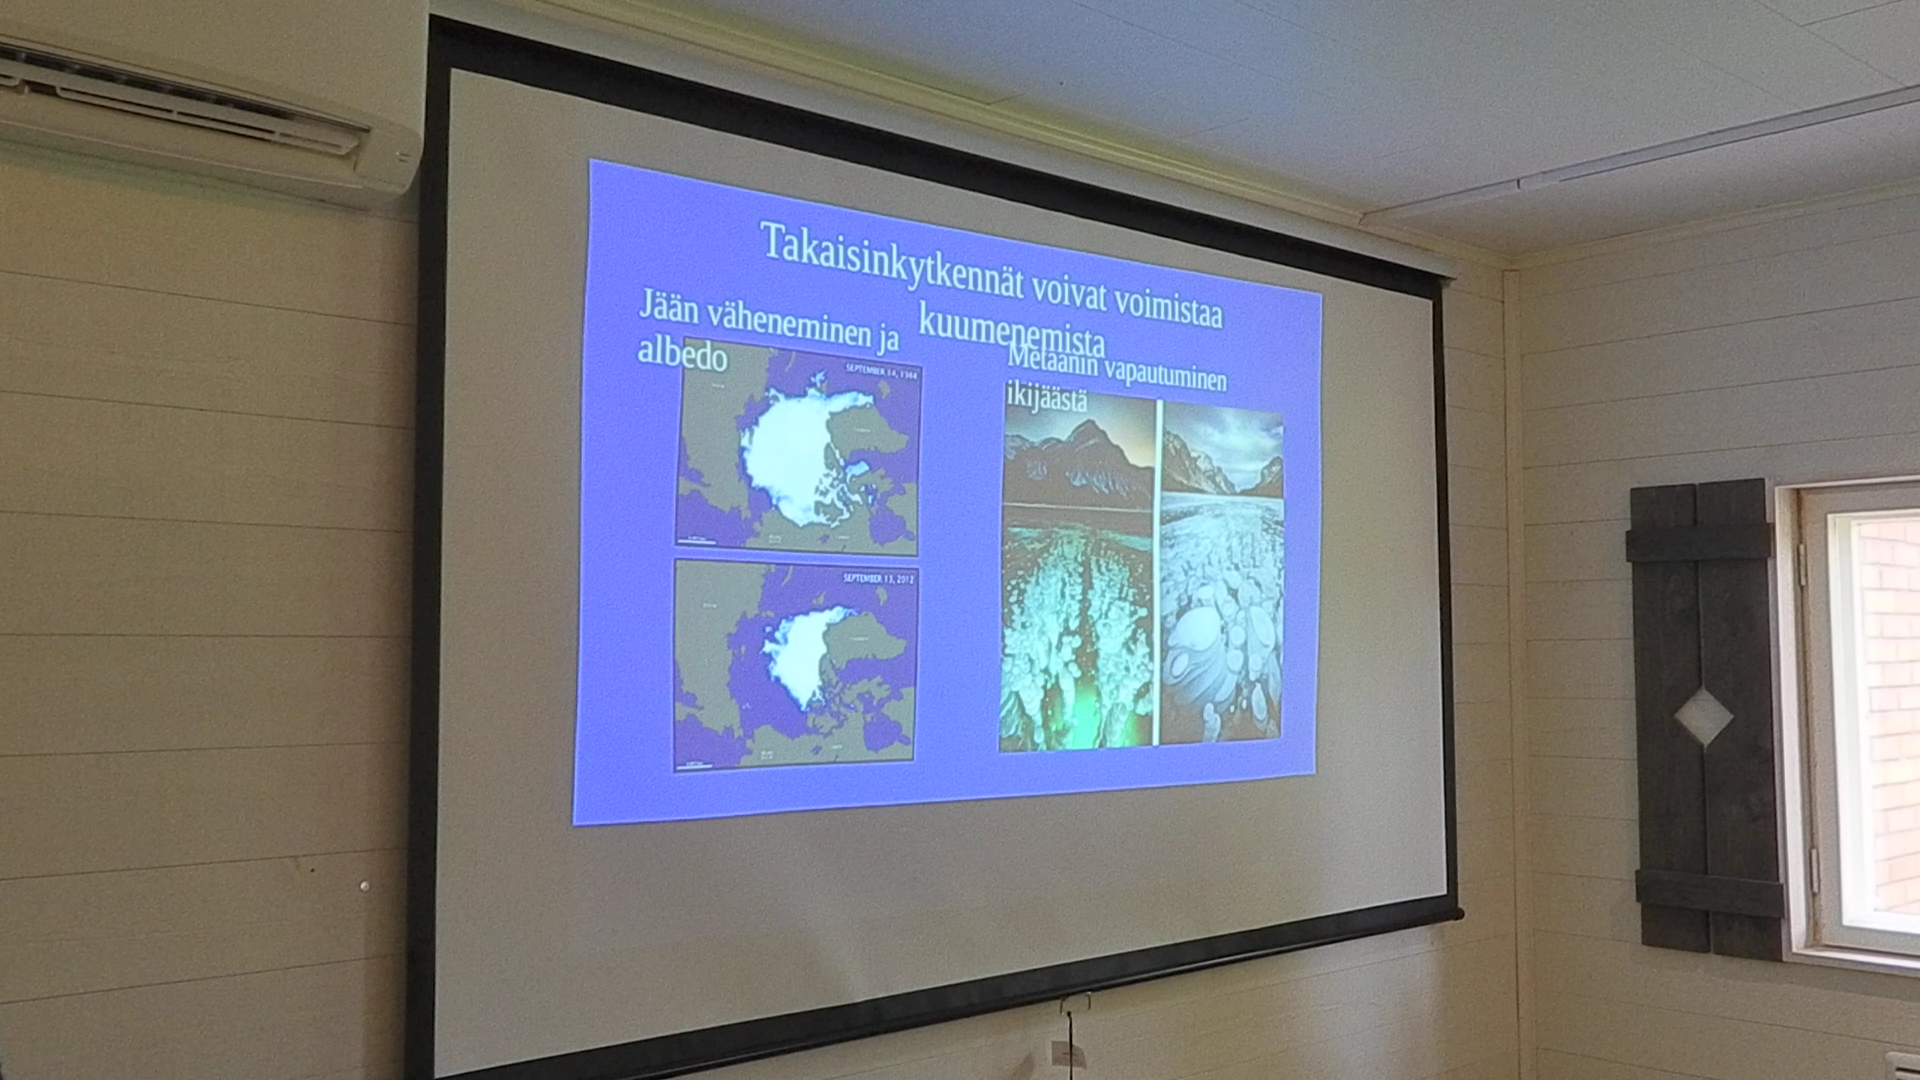 Takaisinkytkennät voivat voimistaa
kuumenemista
Jään väheneminen ja
albedo
SEPTEMBER 14, 1984
SEPTEMBER 13, 2012
Metaanin vapautuminen
ikijäästä